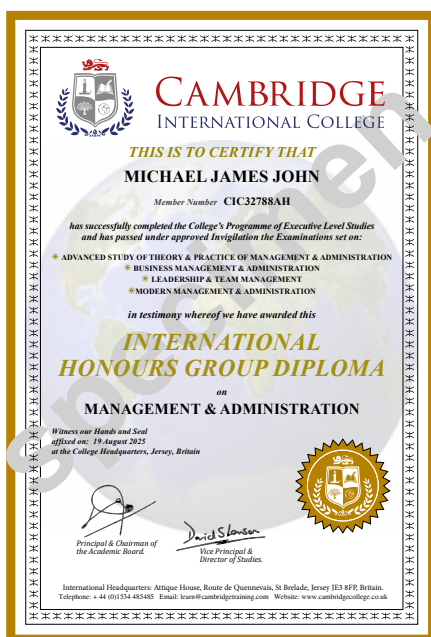 CAMBRIDGE
INTERNATIONAL COLLEGE
THIS IS TO CERTIFY THAT
MICHAEL JAMES JOHN
Member Number CIC32788AH
has successfully completed the College's Programme of Executive Level Studies
and has passed under approved Invigilation the Examinations set on:
✴ ADVANCED STUDY OF THEORY & PRACTICE OF MANAGEMENT & ADMINISTRATION
✴ BUSINESS MANAGEMENT & ADMINISTRATION
✴ LEADERSHIP & TEAM MANAGEMENT
✴MODERN MANAGEMENT & ADMINISTRATION
in testimony whereof we have awarded this
INTERNATIONAL
HONOURS GROUP DIPLOMA
on
MANAGEMENT & ADMINISTRATION
Witness our Hands and Seal
affixed on: 19 August 2025
at the College Headquarters, Jersey, Britain
specimen
Principal & Chairman of
the Academic Board.
Vice Principal &
Director of Studies.
International Headquarters: Attique House, Route de Quennevais, St Brelade, Jersey JE3 8FP, Britain.
Telephone: + 44 (0)1534 485485 Email: learn@cambridgetraining.com Website: www.cambridgecollege.co.uk